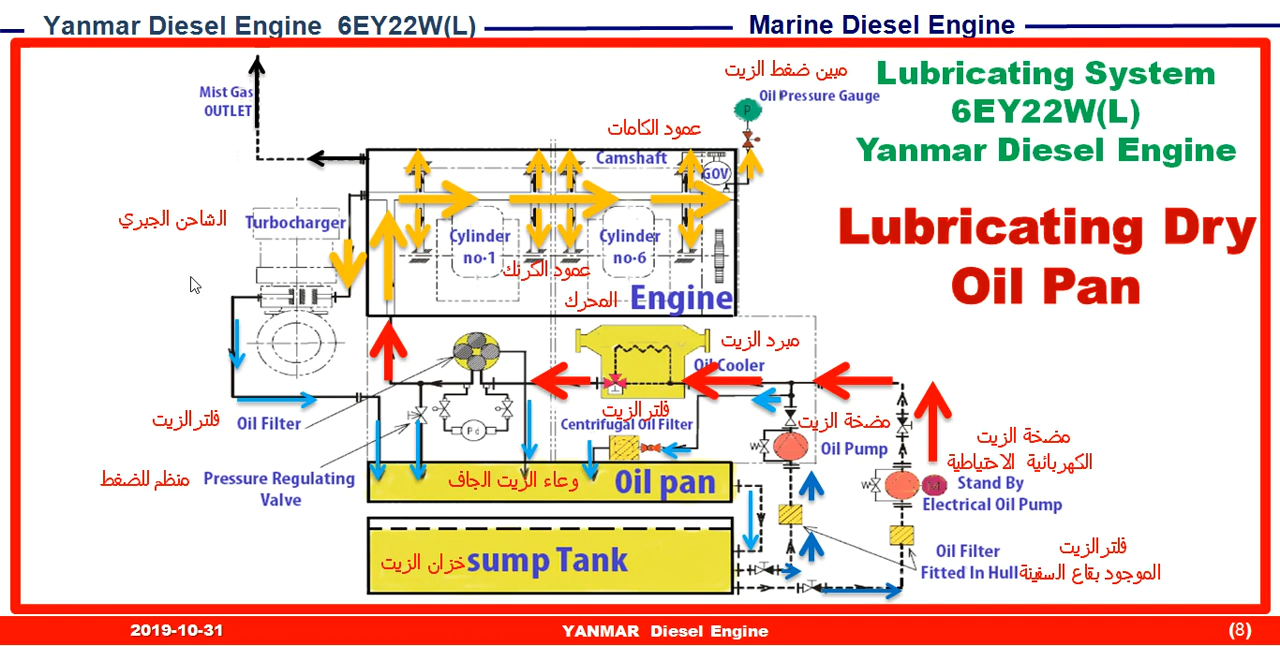 Yanmar Diesel Engine 6EY22W(L)
Marine Diesel Engine
Lubricating System
6EY22W(L)
Yanmar Diesel Engine
Lubricating Dry
Oil Pan
Mist Gas
OUTLET
مبين ضغط الزيت
Oil Pressure Gauge
P
عمود الكامات
Camshaft
GOV
الشاحن الجبري
Turbocharger
Cylinder
no·1
Cylinder
no·6
عمود الكرنك
المحرك
Engine
مبرد الزيت
Oil Cooler
فلتر الزيت
Oil Filter
فلتر الزيت
Centrifugal Oil Filter
Pd
مضخة الزيت
Oil Pump
W
مضخة الزيت
الكهربائية الاحتياطية
W
M
Stand By
Electrical Oil Pump
منظم للضغط
Pressure Regulating
Valve
وعاء الزيت الجاف
Oil pan
خزان الزيت
sump Tank
Oil Filter
Fitted In Hull
فلتر الزيت
الموجود بقاع السفينة
2019-10-31
YANMAR Diesel Engine
(8)